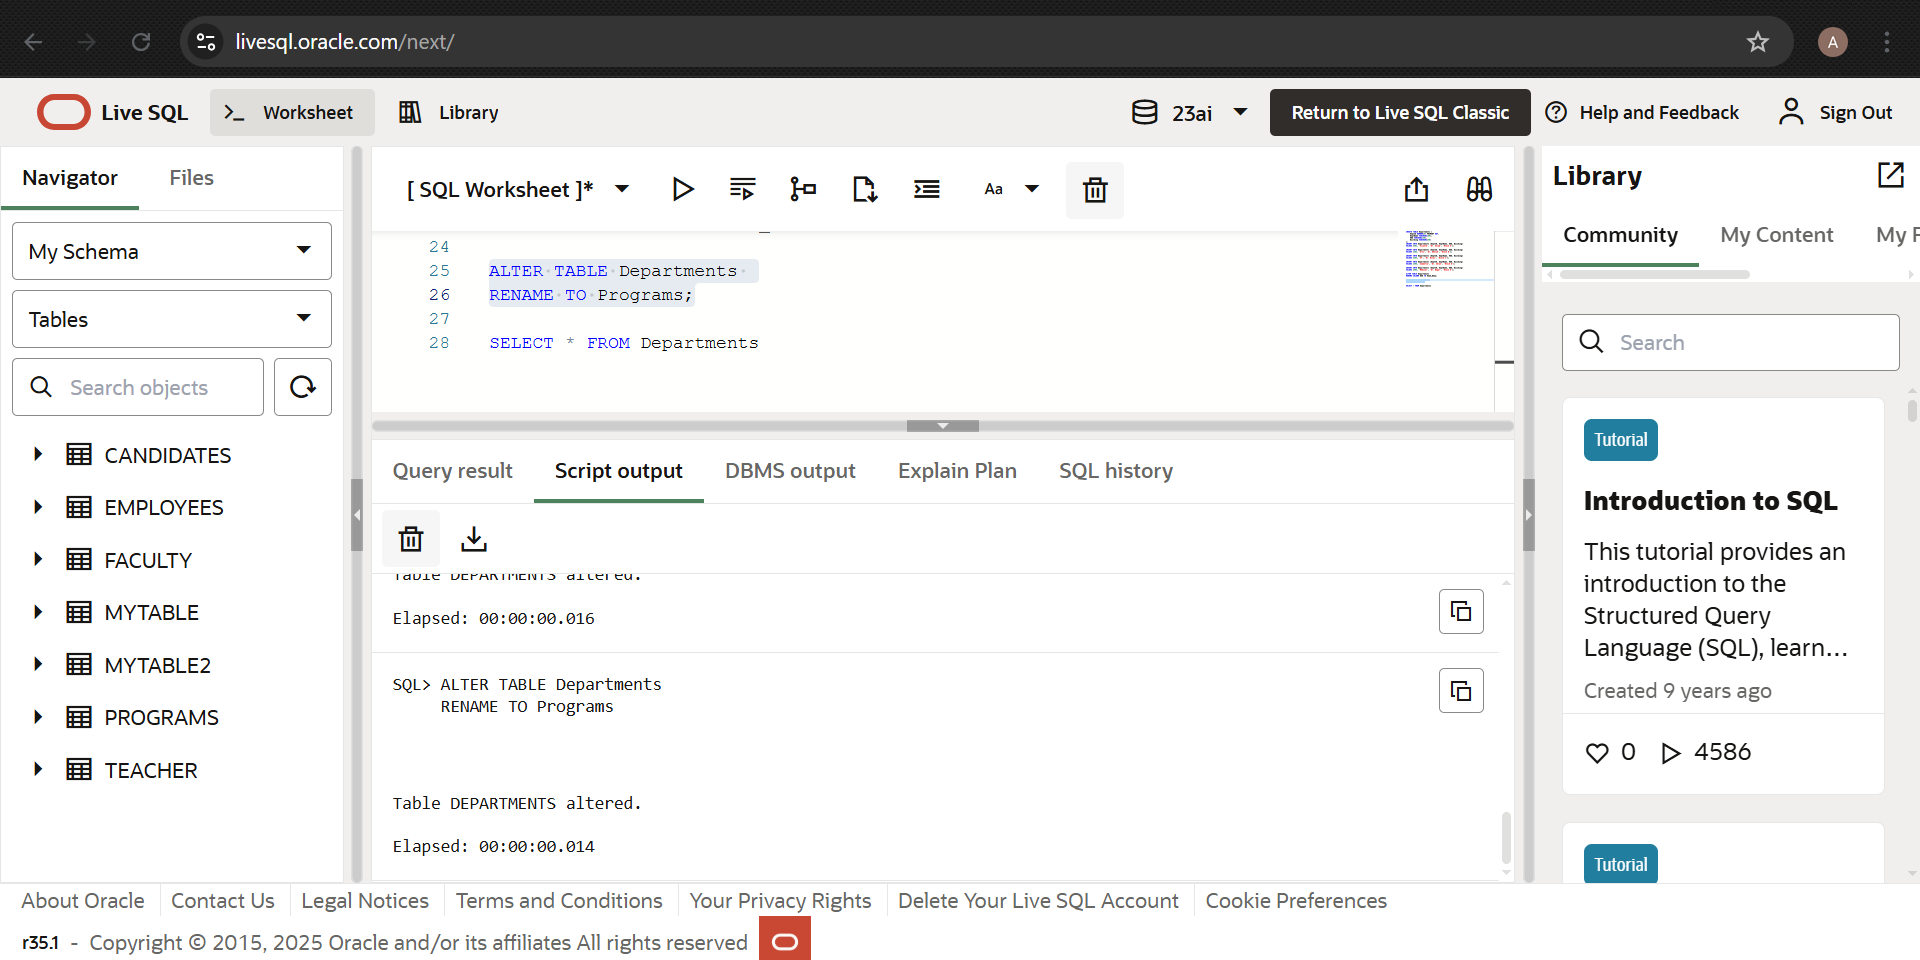 livesql.oracle.com/next/
A
Live SQL
Worksheet
Library
23ai
Return to Live SQL Classic
Help and Feedback
Sign Out
Navigator
Files
My Schema
Tables
Search objects
CANDIDATES
EMPLOYEES
FACULTY
MYTABLE
MYTABLE2
PROGRAMS
TEACHER
[ SQL Worksheet ]*
Aa
24
25 ALTER TABLE Departments
26 RENAME TO Programs;
27
28 SELECT * FROM Departments
Query result
Script output
DBMS output
Explain Plan
SQL history
Table DEPARTMENTS altered.
Elapsed: 00:00:00.016
SQL> ALTER TABLE Departments
RENAME TO Programs
Table DEPARTMENTS altered.
Elapsed: 00:00:00.014
Library
Community
My Content
My F
Search
Tutorial
Introduction to SQL
This tutorial provides an
introduction to the
Structured Query
Language (SQL), learn...
Created 9 years ago
0
4586
Tutorial
About Oracle
Contact Us
Legal Notices
Terms and Conditions
Your Privacy Rights
Delete Your Live SQL Account
Cookie Preferences
r35.1 - Copyright © 2015, 2025 Oracle and/or its affiliates All rights reserved